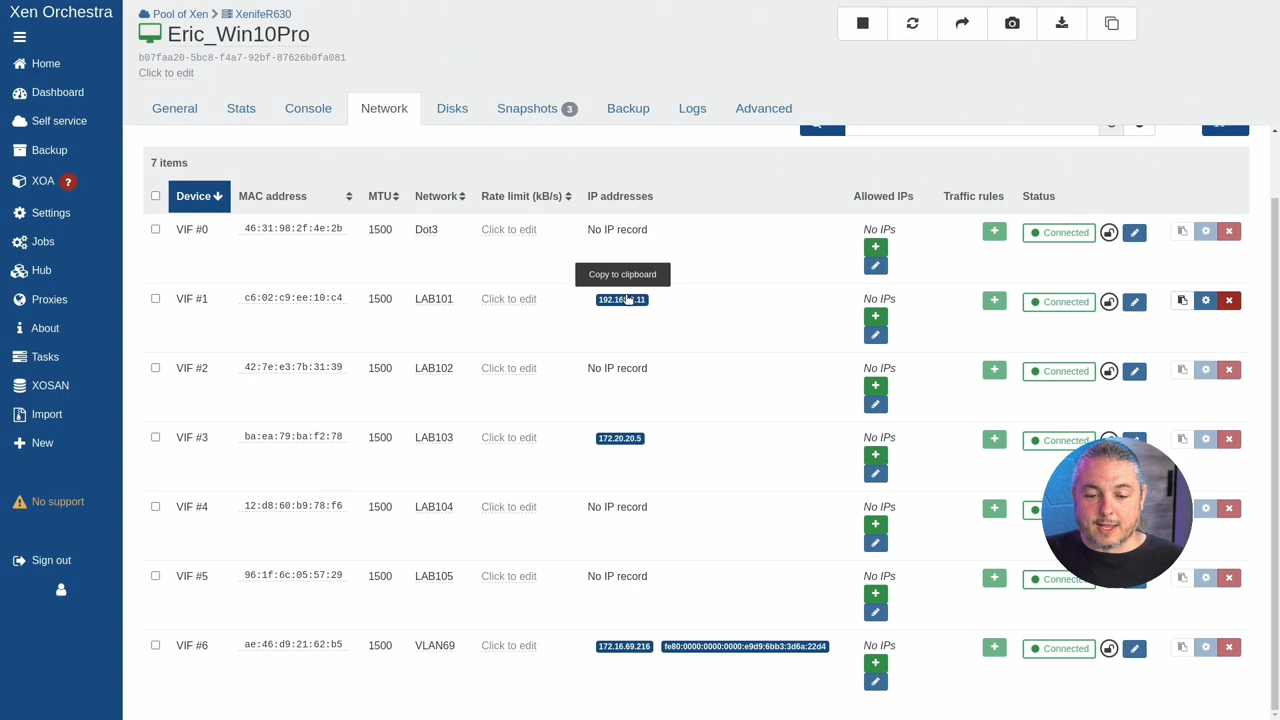 Xen Orchestra
Home
Dashboard
Self service
Backup
XOA ?
Settings
Jobs
Hub
Proxies
About
Tasks
XOSAN
Import
New
No support
Sign out
Pool of Xen XenifeR630
Eric_Win10Pro
b07faa20-5bc8-f4a7-92bf-87626b0fa081
Click to edit
General Stats Console Network Disks Snapshots 3 Backup Logs Advanced
7 items
Device MAC address MTU Network Rate limit (kB/s) IP addresses Allowed IPs Traffic rules Status
VIF #0 46:31:98:2f:4e:2b 1500 Dot3 Click to edit No IP record No IPs Connected
Copy to clipboard
VIF #1 c6:02:c9:ee:10:c4 1500 LAB101 Click to edit No IPs Connected
VIF #2 42:7e:e3:7b:31:39 1500 LAB102 Click to edit No IP record No IPs Connected
VIF #3 ba:ea:79:ba:f2:78 1500 LAB103 Click to edit 172.20.20.5 No IPs Connected
VIF #4 12:d8:60:b9:78:f6 1500 LAB104 Click to edit No IP record No IPs
VIF #5 96:1f:6c:05:57:29 1500 LAB105 Click to edit No IP record No IPs Connected
VIF #6 ae:46:d9:21:62:b5 1500 VLAN69 Click to edit 172.16.69.216 fe80:0000:0000:0000:e9d9:6bb3:3d6a:22d4 No IPs Connected